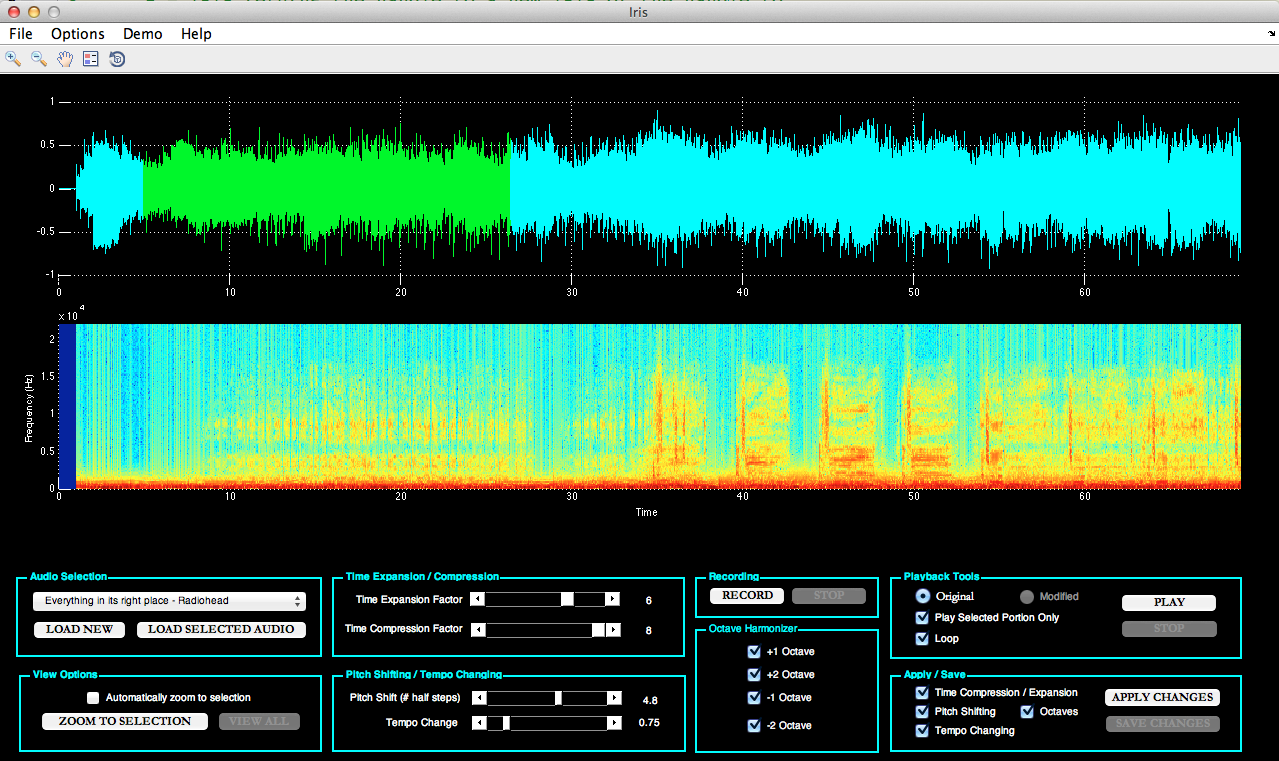 Iris
File Options Demo Help
1
0.5
0
-0.5
-1
0 10 20 30 40 50 60
x 10^4
2
1.5
1
0.5
0
Frequency (Hz)
0 10 20 30 40 50 60
Time
Audio Selection
Everything in its right place - Radiohead
LOAD NEW LOAD SELECTED AUDIO
View Options
Automatically zoom to selection
ZOOM TO SELECTION VIEW ALL
Time Expansion / Compression
Time Expansion Factor 6
Time Compression Factor 8
Pitch Shifting / Tempo Changing
Pitch Shift (# half steps) 4.8
Tempo Change 0.75
Recording
RECORD STOP
Octave Harmonizer
+1 Octave
+2 Octave
-1 Octave
-2 Octave
Playback Tools
Original Modified PLAY
Play Selected Portion Only
STOP
Loop
Apply / Save
Time Compression / Expansion APPLY CHANGES
Pitch Shifting Octaves
SAVE CHANGES
Tempo Changing